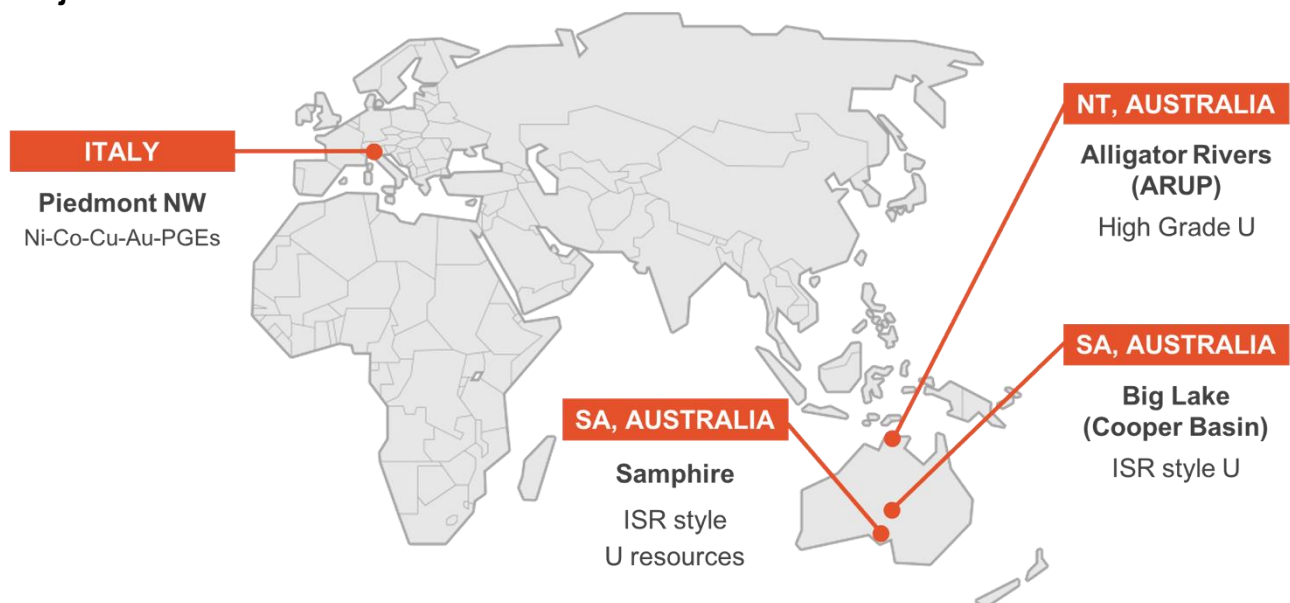 ITALY
Piedmont NW
Ni-Co-Cu-Au-PGEs
NT, AUSTRALIA
Alligator Rivers
(ARUP)
High Grade U
SA, AUSTRALIA
Big Lake
(Cooper Basin)
ISR style U
SA, AUSTRALIA
Samphire
ISR style
U resources